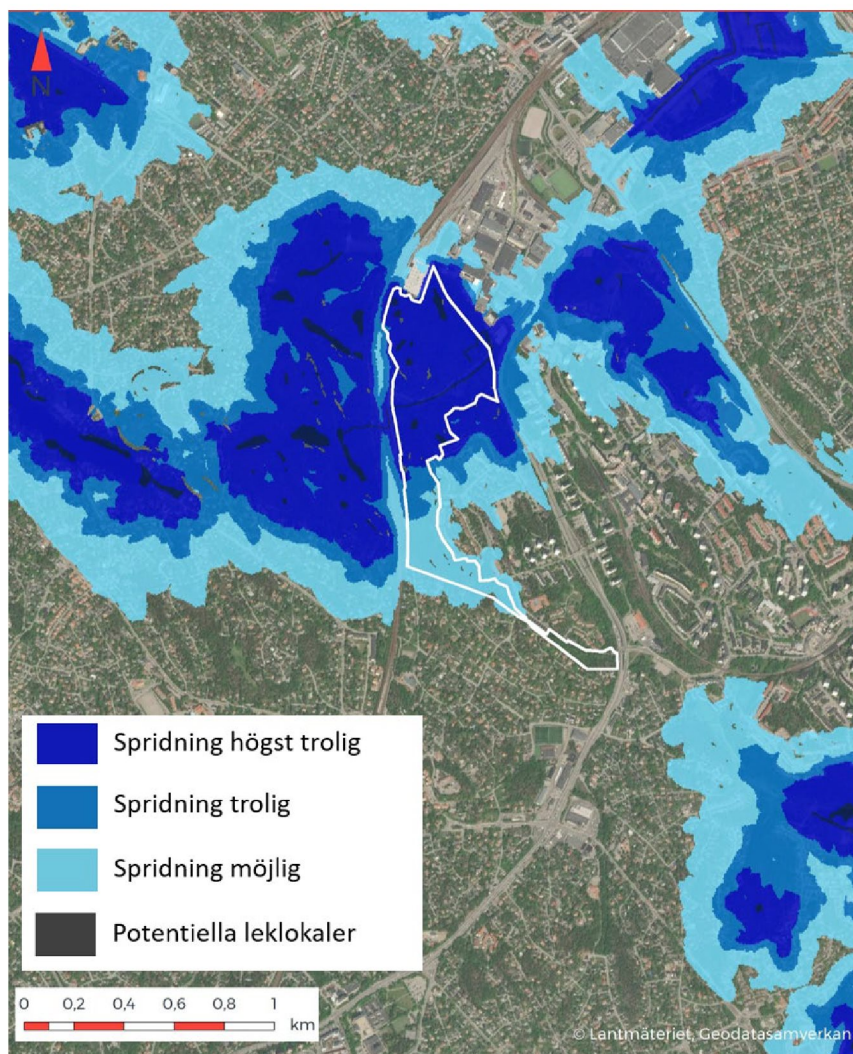 N
Spridning högst trolig
Spridning trolig
Spridning möjlig
Potentiella leklokaler
0 0,2 0,4 0,6 0,8 1
km
© Lantmäteriet, Geodatasamverkan